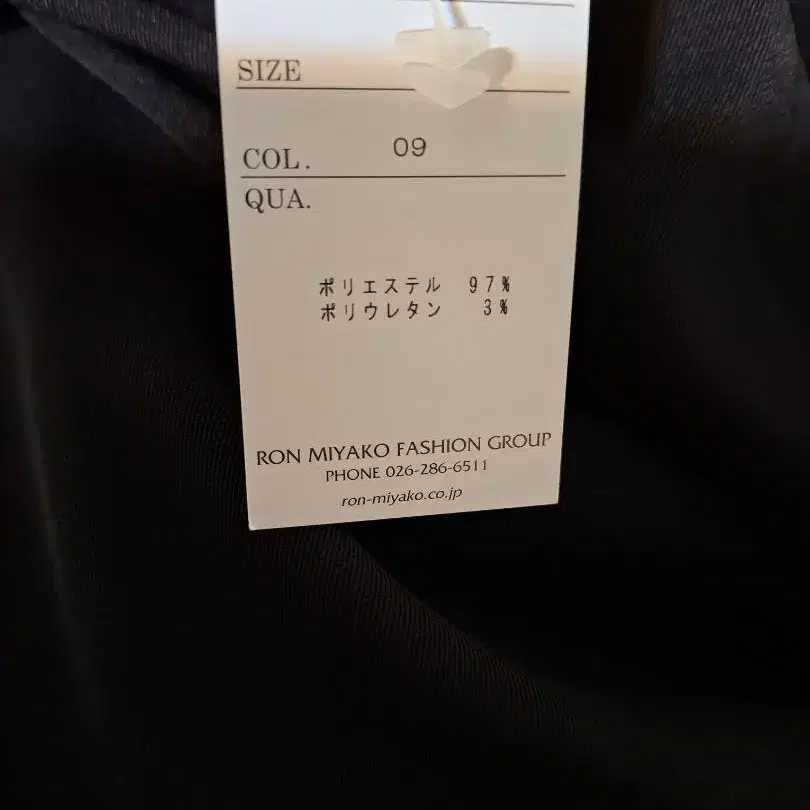 SIZE
COL. 09
QUA.
ポリエステル 97%
ポリウレタン 3%
RON MIYAKO FASHION GROUP
PHONE 026-286-6511
ron-miyako.co.jp